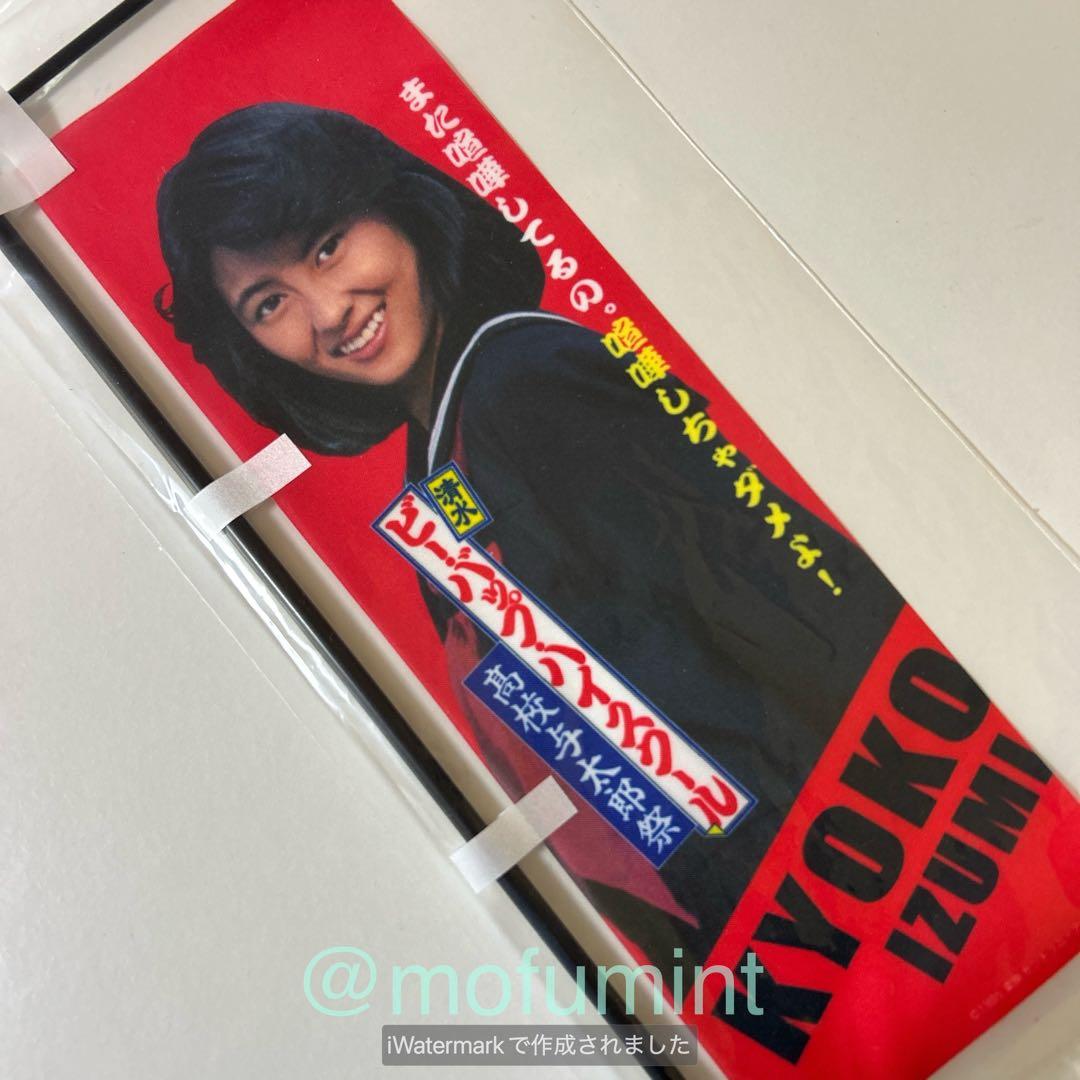 また喧嘩してるの。喧嘩しちゃダメよ!
清水
ビー・バップ・ハイスクール
高校与太郎祭
KYOKO
IZUMI
@mofumint
iWatermarkで作成されました